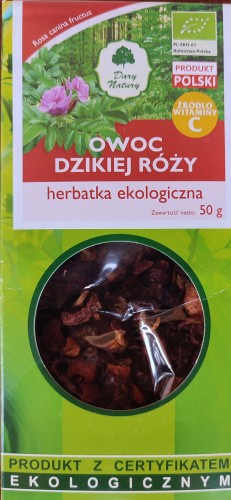 Rosa canina fructus
Dary
Natury
PL-EKO-01
Rolnictwo Polska
PRODUKT
POLSKI
ŹRÓDŁO
WITAMINY
C
OWOC
DZIKIEJ RÓŻY
herbatka ekologiczna
Zawartość netto: 50 g
PRODUKT Z CERTYFIKATEM
EKOLOGICZNYM